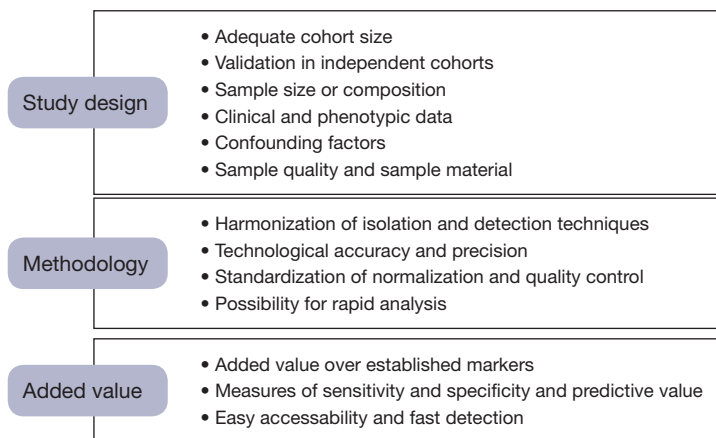 Study design
• Adequate cohort size
• Validation in independent cohorts
• Sample size or composition
• Clinical and phenotypic data
• Confounding factors
• Sample quality and sample material
Methodology
• Harmonization of isolation and detection techniques
• Technological accuracy and precision
• Standardization of normalization and quality control
• Possibility for rapid analysis
Added value
• Added value over established markers
• Measures of sensitivity and specificity and predictive value
• Easy accessability and fast detection